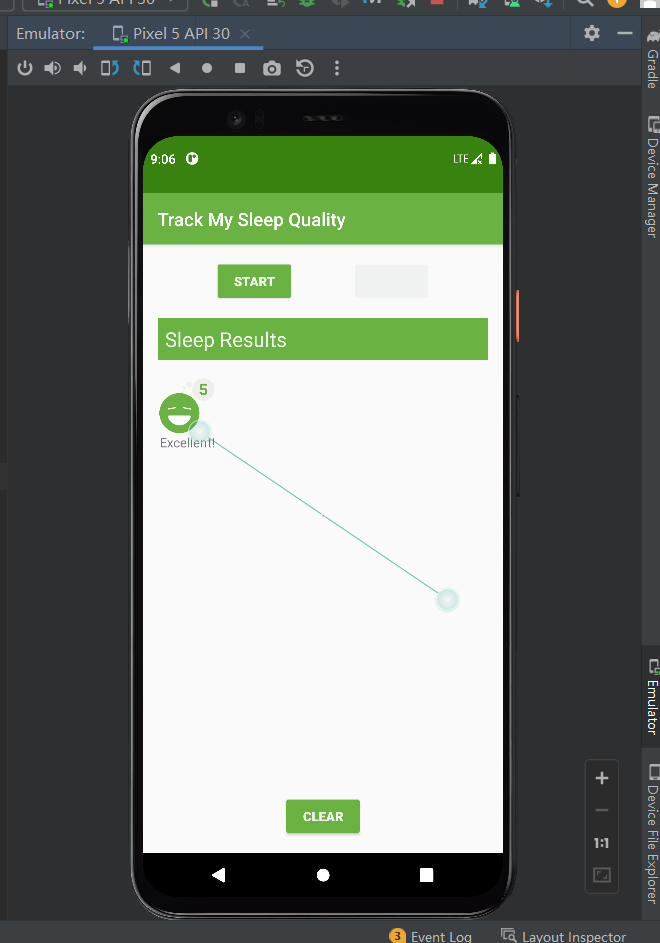 Pixel 5 API 30
Emulator: Pixel 5 API 30
Gradle
Device Manager
9:06 LTE
Track My Sleep Quality
START
Sleep Results
5
Excellent!
CLEAR
Emulator
Device File Explorer
1:1
3 Event Log Layout Inspector